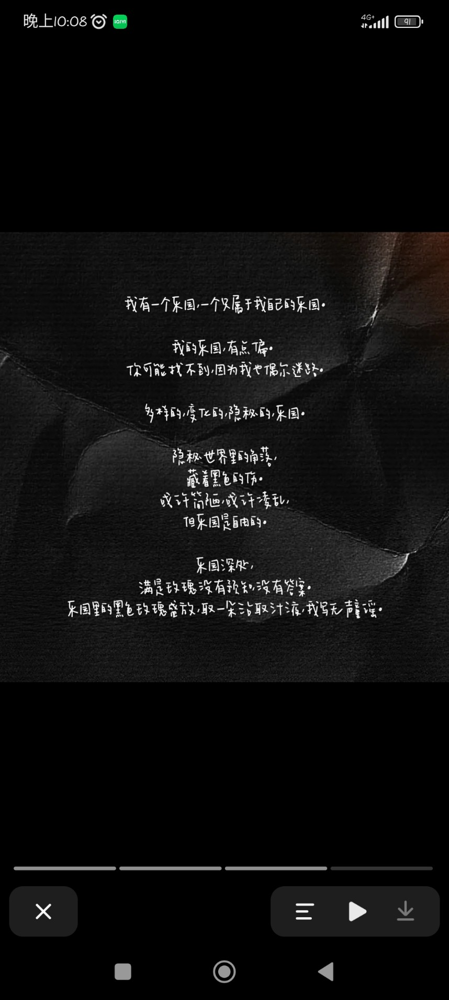 晚上10:08
iQIYI
4G+
91
我有一个乐园,一个只属于我自己的乐园。
我的乐园,有点偏。
你可能找不到,因为我也偶尔迷路。
多样的,变化的,隐秘的,乐园。
隐秘世界里的角落,
藏着黑色的伤。
或许简陋,或许凌乱,
但乐园是自由的。
乐园深处,
满是玫瑰没有预知,没有答案。
乐园里的黑色玫瑰盛放,取一朵沾取汁液,我写无声童谣。